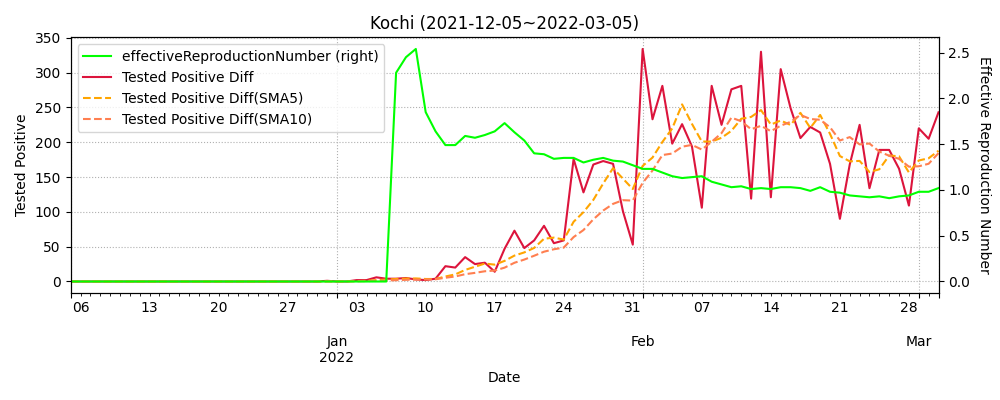 Kochi (2021-12-05~2022-03-05)
effectiveReproductionNumber (right)
Tested Positive Diff
Tested Positive Diff(SMA5)
Tested Positive Diff(SMA10)
Tested Positive
350
300
250
200
150
100
50
0
Effective Reproduction Number
2.5
2.0
1.5
1.0
0.5
0.0
06 13 20 27 03 10 17 24 31 07 14 21 28
Jan Feb Mar
2022
Date